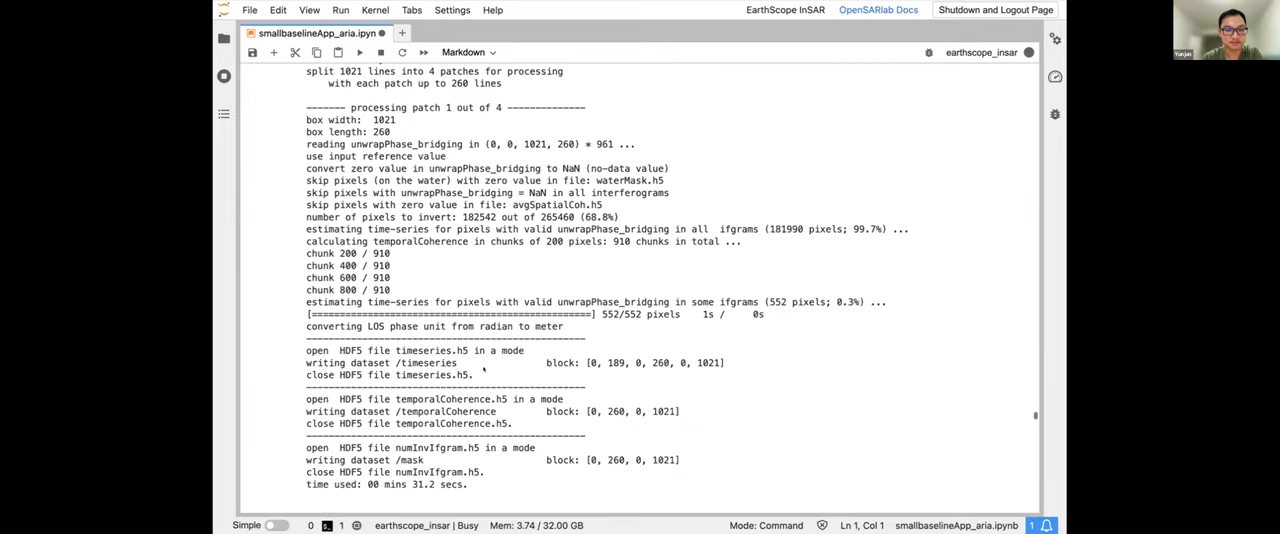 File Edit View Run Kernel Tabs Settings Help EarthScope InSAR OpenSARlab Docs Shutdown and Logout Page
smallbaselineApp_aria.ipyn
Markdown earthscope_insar
split 1021 lines into 4 patches for processing
with each patch up to 260 lines
------- processing patch 1 out of 4 --------------
box width:  1021
box length: 260
reading unwrapPhase_bridging in (0, 0, 1021, 260) * 961 ...
use input reference value
convert zero value in unwrapPhase_bridging to NaN (no-data value)
skip pixels (on the water) with zero value in file: waterMask.h5
skip pixels with unwrapPhase_bridging = NaN in all interferograms
skip pixels with zero value in file: avgSpatialCoh.h5
number of pixels to invert: 182542 out of 265460 (68.8%)
estimating time-series for pixels with valid unwrapPhase_bridging in all  ifgrams (181990 pixels; 99.7%) ...
calculating temporalCoherence in chunks of 200 pixels: 910 chunks in total ...
chunk 200 / 910
chunk 400 / 910
chunk 600 / 910
chunk 800 / 910
estimating time-series for pixels with valid unwrapPhase_bridging in some ifgrams (552 pixels; 0.3%) ...
[==================================================] 552/552 pixels    1s /     0s
converting LOS phase unit from radian to meter
--------------------------------------------------
open  HDF5 file timeseries.h5 in a mode
writing dataset /timeseries               block: [0, 189, 0, 260, 0, 1021]
close HDF5 file timeseries.h5.
--------------------------------------------------
open  HDF5 file temporalCoherence.h5 in a mode
writing dataset /temporalCoherence        block: [0, 260, 0, 1021]
close HDF5 file temporalCoherence.h5.
--------------------------------------------------
open  HDF5 file numInvIfgram.h5 in a mode
writing dataset /mask                     block: [0, 260, 0, 1021]
close HDF5 file numInvIfgram.h5.
time used: 00 mins 31.2 secs.
Simple 0 1 earthscope_insar | Busy Mem: 3.74 / 32.00 GB Mode: Command Ln 1, Col 1 smallbaselineApp_aria.ipynb 1
Yunjun